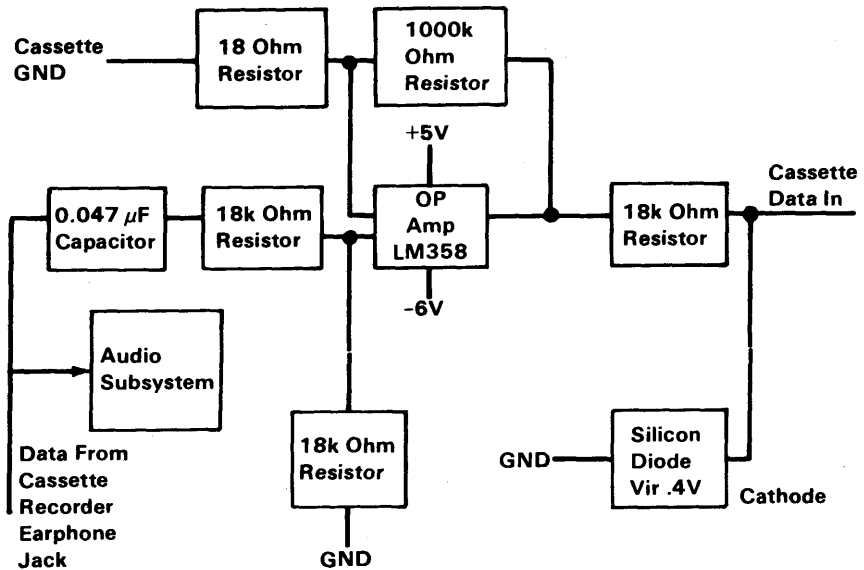 Cassette
GND
18 Ohm
Resistor
1000k
Ohm
Resistor
+5V
0.047 µF
Capacitor
18k Ohm
Resistor
OP
Amp
LM358
-6V
18k Ohm
Resistor
Cassette
Data In
Audio
Subsystem
Data From
Cassette
Recorder
Earphone
Jack
18k Ohm
Resistor
GND
GND
Silicon
Diode
Vir .4V
Cathode